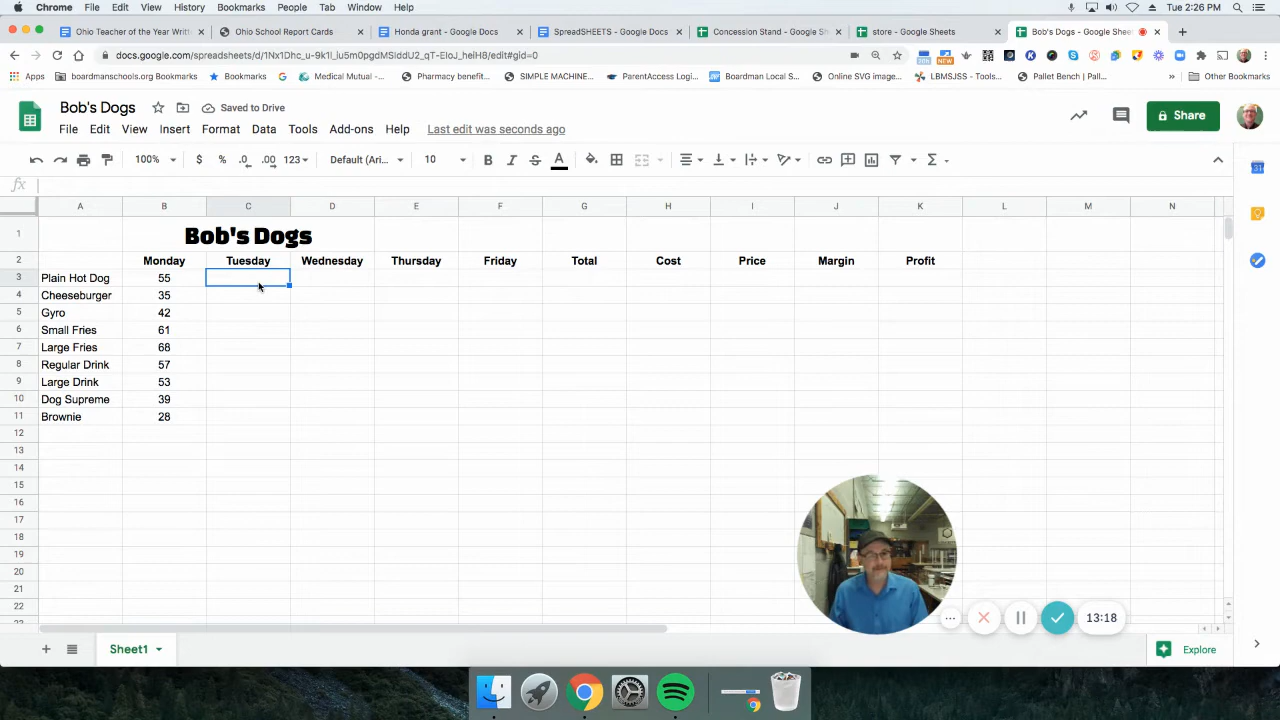 Chrome File Edit View History Bookmarks People Tab Window Help Tue 2:26 PM
Ohio Teacher of the Year Writ Ohio School Report Cards Honda grant - Google Docs SpreadSHEETS - Google Docs Concession Stand - Google Sh store - Google Sheets Bob's Dogs - Google Shee
boardmanschools.org Bookmarks
Apps boardmanschools.org Bookmarks Bookmarks Medical Mutual -... Pharmacy benefit... SIMPLE MACHINE... ParentAccess Logi... Boardman Local S... Online SVG image... LBMSJSS - Tools... Pallet Bench | Pall... » Other Bookmarks
Bob's Dogs Saved to Drive
File Edit View Insert Format Data Tools Add-ons Help Last edit was seconds ago Share
100% $ % .0 .00 123 Default (Ari... 10 B I S A Σ
fx
A B C D E F G H I J K L M N
1 Bob's Dogs
2 Monday Tuesday Wednesday Thursday Friday Total Cost Price Margin Profit
3 Plain Hot Dog 55
4 Cheeseburger 35
5 Gyro 42
6 Small Fries 61
7 Large Fries 68
8 Regular Drink 57
9 Large Drink 53
10 Dog Supreme 39
11 Brownie 28
12
13
14
15
16
17
18
19
20
21
22
13:18
Sheet1 Explore